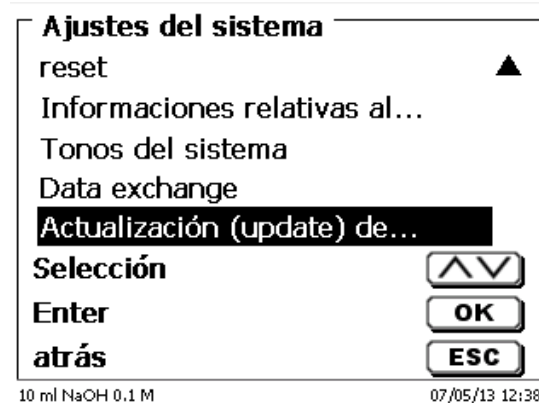 Ajustes del sistema
reset
Informaciones relativas al...
Tonos del sistema
Data exchange
Actualización (update) de...
Selección
Enter OK
atrás ESC
10 ml NaOH 0.1 M 07/05/13 12:38